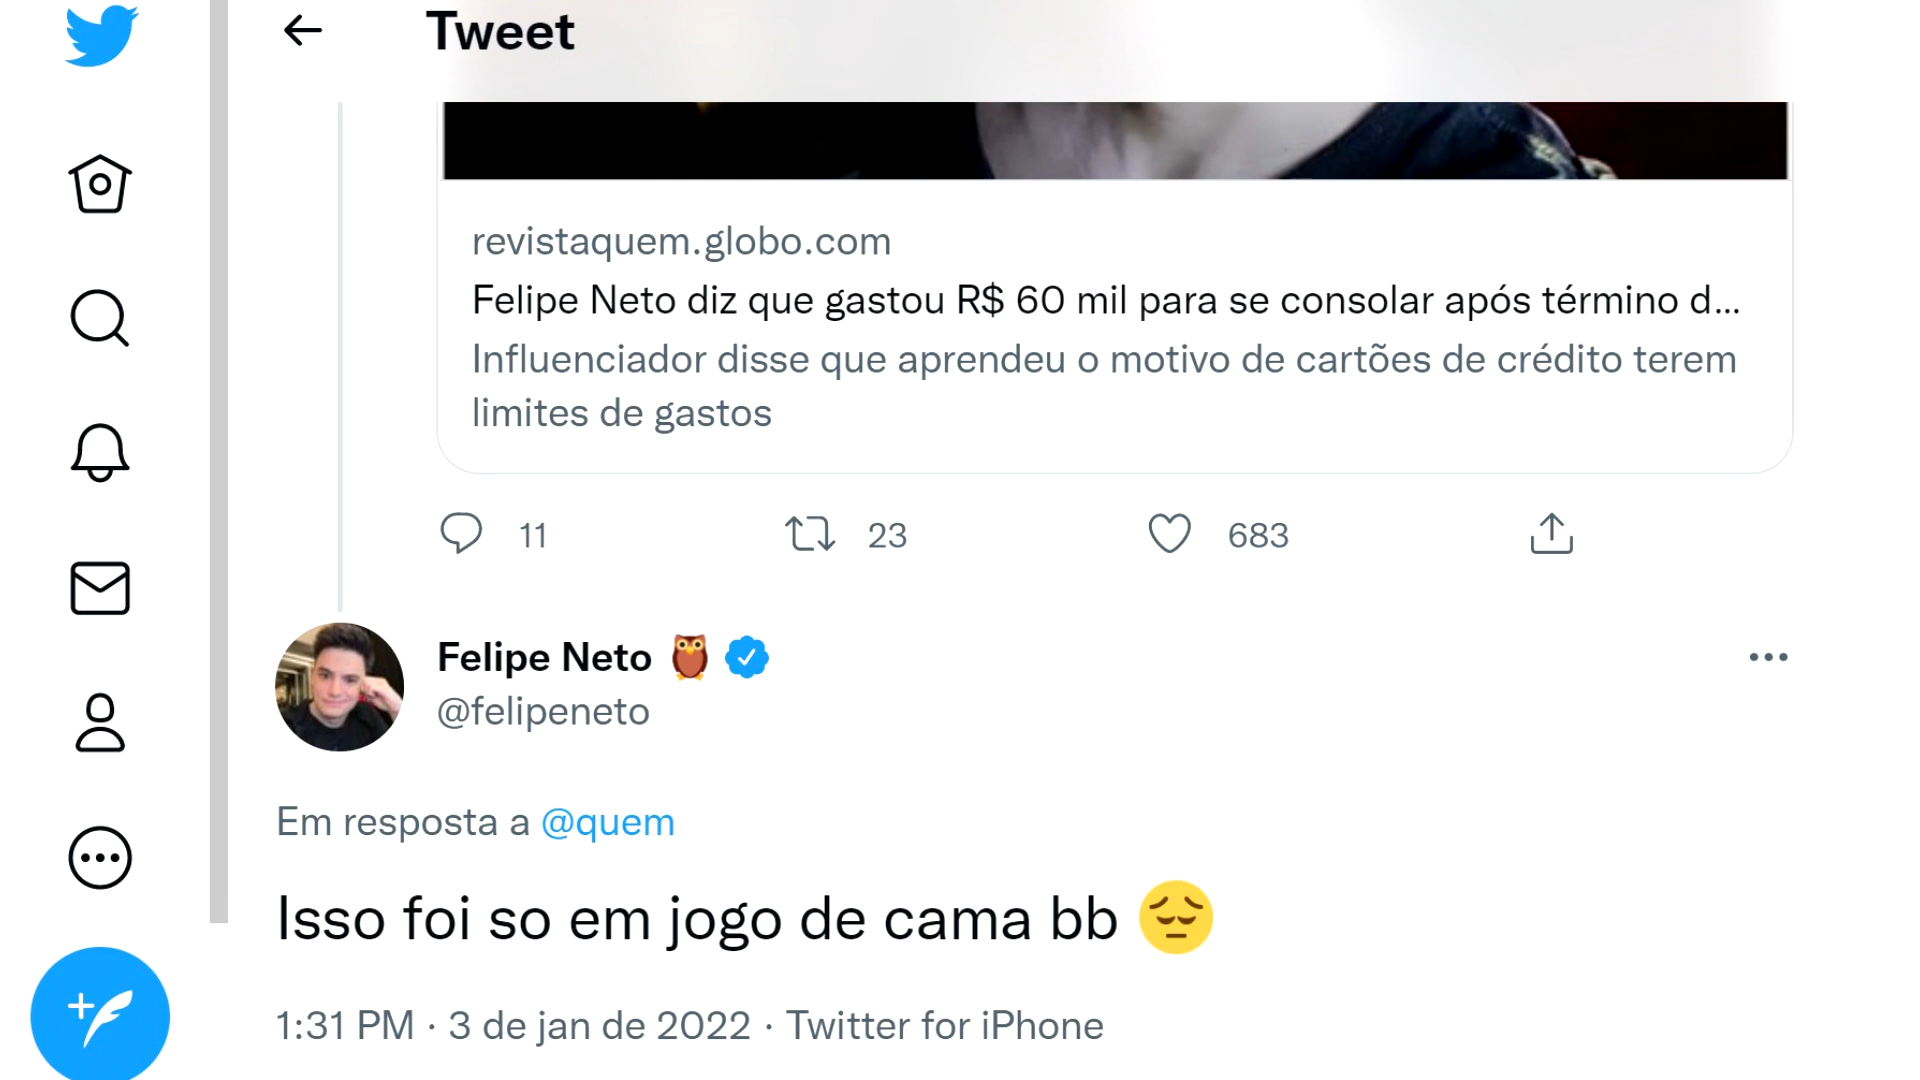 Tweet
revistaquem.globo.com
Felipe Neto diz que gastou R$ 60 mil para se consolar após término d...
Influenciador disse que aprendeu o motivo de cartões de crédito terem
limites de gastos
11 23 683
Felipe Neto 🦉
@felipeneto
Em resposta a @quem
Isso foi so em jogo de cama bb 😔
1:31 PM · 3 de jan de 2022 · Twitter for iPhone